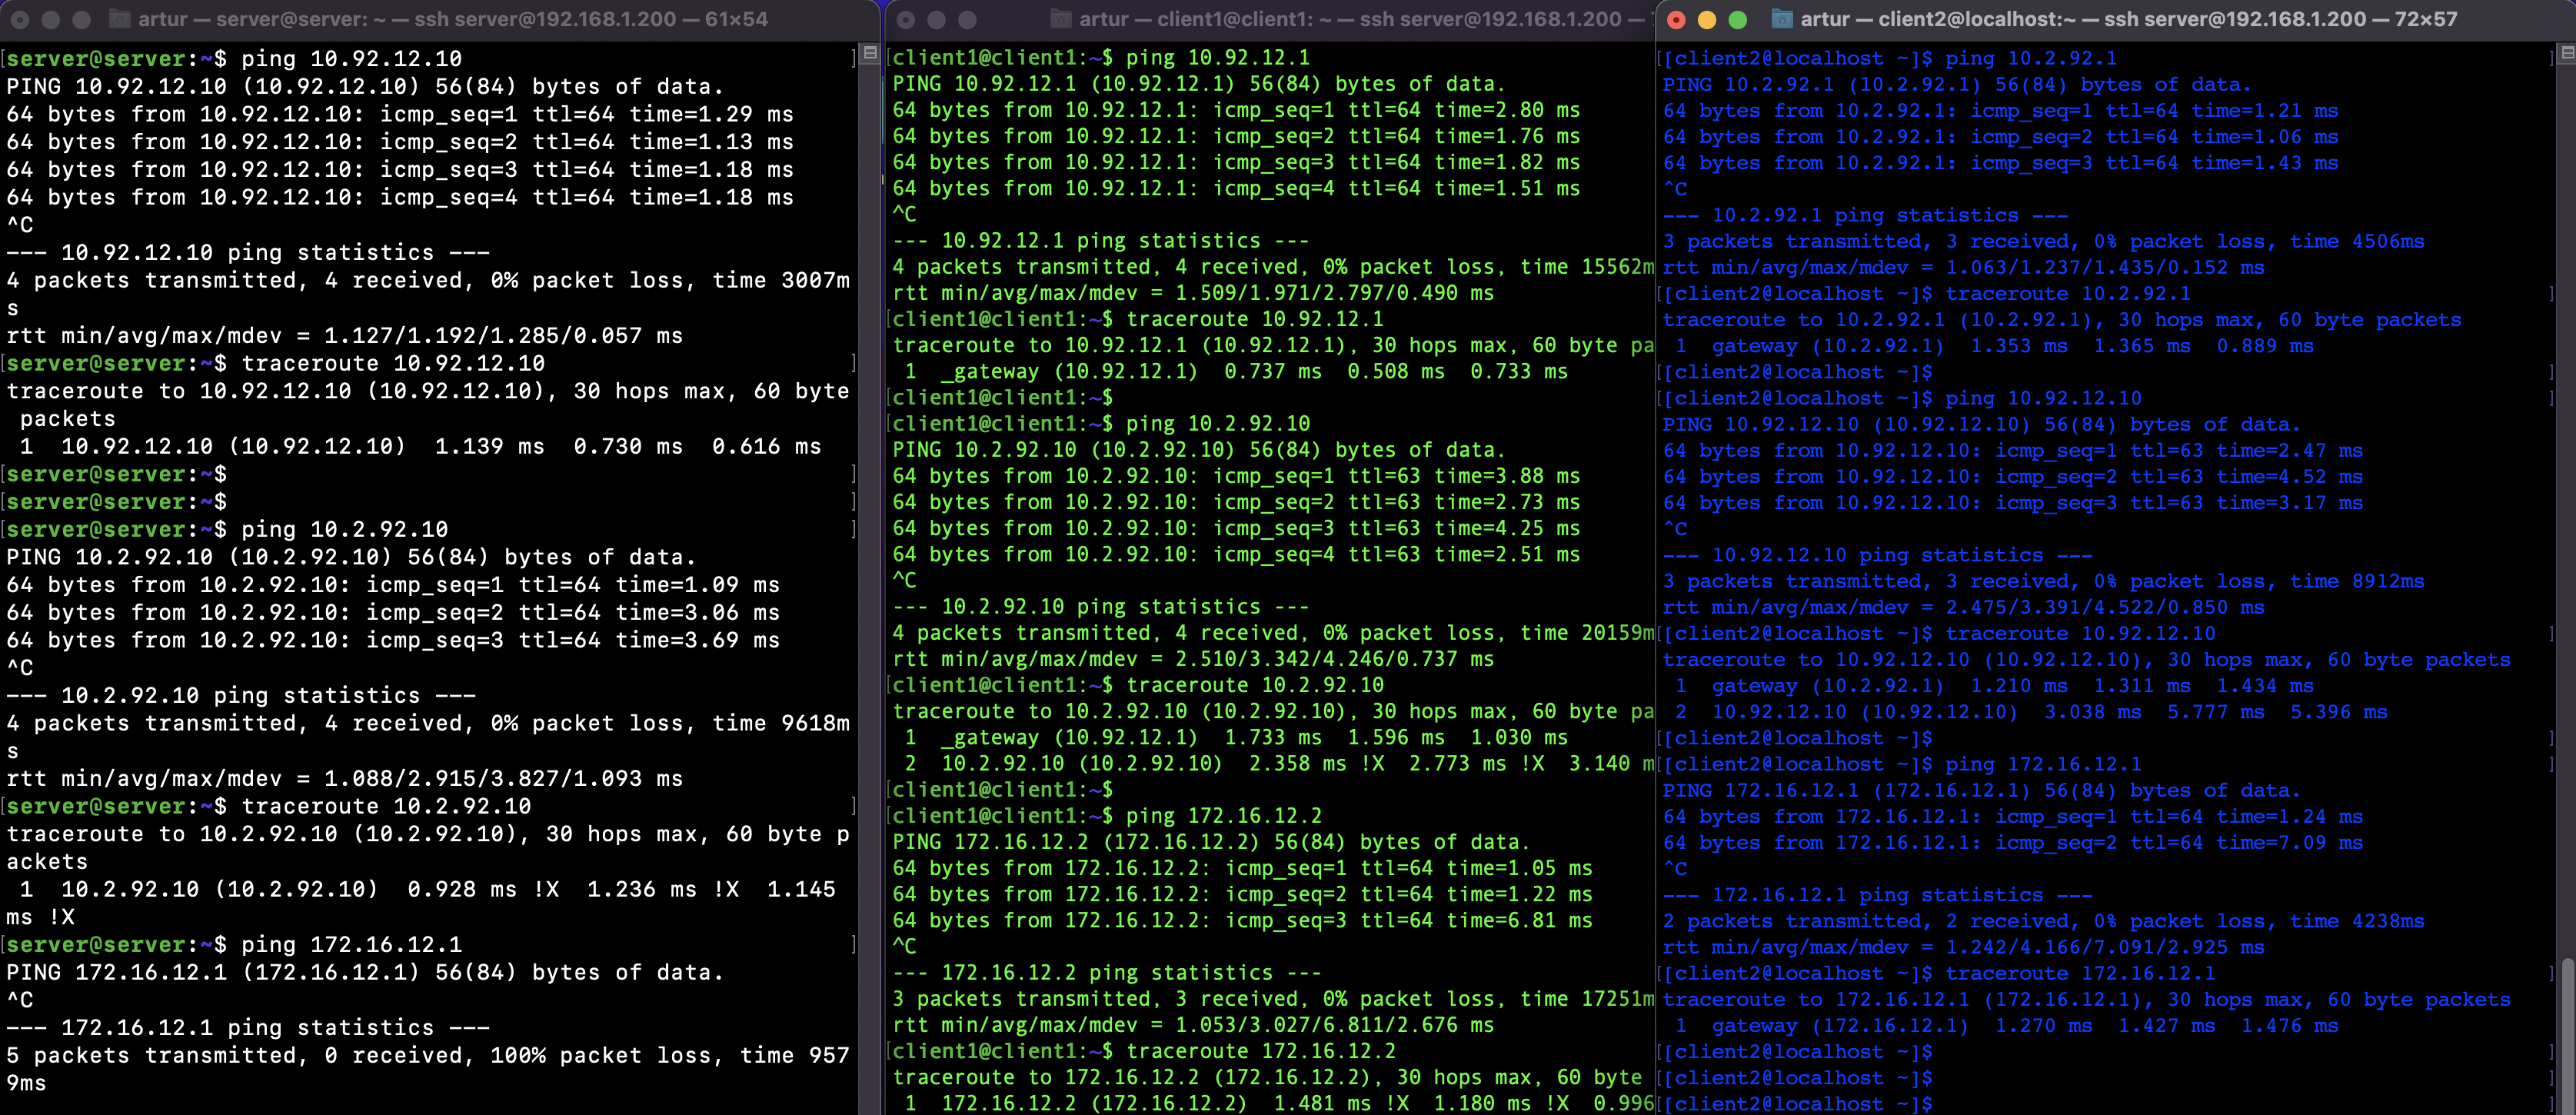 artur — server@server: ~ — ssh server@192.168.1.200 — 61×54
[server@server:~$ ping 10.92.12.10 ]
PING 10.92.12.10 (10.92.12.10) 56(84) bytes of data.
64 bytes from 10.92.12.10: icmp_seq=1 ttl=64 time=1.29 ms
64 bytes from 10.92.12.10: icmp_seq=2 ttl=64 time=1.13 ms
64 bytes from 10.92.12.10: icmp_seq=3 ttl=64 time=1.18 ms
64 bytes from 10.92.12.10: icmp_seq=4 ttl=64 time=1.18 ms
^C
--- 10.92.12.10 ping statistics ---
4 packets transmitted, 4 received, 0% packet loss, time 3007m
s
rtt min/avg/max/mdev = 1.127/1.192/1.285/0.057 ms
[server@server:~$ traceroute 10.92.12.10 ]
traceroute to 10.92.12.10 (10.92.12.10), 30 hops max, 60 byte
 packets
 1  10.92.12.10 (10.92.12.10)  1.139 ms  0.730 ms  0.616 ms
[server@server:~$ ]
[server@server:~$ ]
[server@server:~$ ping 10.2.92.10 ]
PING 10.2.92.10 (10.2.92.10) 56(84) bytes of data.
64 bytes from 10.2.92.10: icmp_seq=1 ttl=64 time=1.09 ms
64 bytes from 10.2.92.10: icmp_seq=2 ttl=64 time=3.06 ms
64 bytes from 10.2.92.10: icmp_seq=3 ttl=64 time=3.69 ms
^C
--- 10.2.92.10 ping statistics ---
4 packets transmitted, 4 received, 0% packet loss, time 9618m
s
rtt min/avg/max/mdev = 1.088/2.915/3.827/1.093 ms
[server@server:~$ traceroute 10.2.92.10 ]
traceroute to 10.2.92.10 (10.2.92.10), 30 hops max, 60 byte p
ackets
 1  10.2.92.10 (10.2.92.10)  0.928 ms !X  1.236 ms !X  1.145
ms !X
[server@server:~$ ping 172.16.12.1 ]
PING 172.16.12.1 (172.16.12.1) 56(84) bytes of data.
^C
--- 172.16.12.1 ping statistics ---
5 packets transmitted, 0 received, 100% packet loss, time 957
9ms
artur — client1@client1: ~ — ssh server@192.168.1.200 —
[client1@client1:~$ ping 10.92.12.1
PING 10.92.12.1 (10.92.12.1) 56(84) bytes of data.
64 bytes from 10.92.12.1: icmp_seq=1 ttl=64 time=2.80 ms
64 bytes from 10.92.12.1: icmp_seq=2 ttl=64 time=1.76 ms
64 bytes from 10.92.12.1: icmp_seq=3 ttl=64 time=1.82 ms
64 bytes from 10.92.12.1: icmp_seq=4 ttl=64 time=1.51 ms
^C
--- 10.92.12.1 ping statistics ---
4 packets transmitted, 4 received, 0% packet loss, time 15562m
rtt min/avg/max/mdev = 1.509/1.971/2.797/0.490 ms
[client1@client1:~$ traceroute 10.92.12.1
traceroute to 10.92.12.1 (10.92.12.1), 30 hops max, 60 byte pa
 1  _gateway (10.92.12.1)  0.737 ms  0.508 ms  0.733 ms
[client1@client1:~$
[client1@client1:~$ ping 10.2.92.10
PING 10.2.92.10 (10.2.92.10) 56(84) bytes of data.
64 bytes from 10.2.92.10: icmp_seq=1 ttl=63 time=3.88 ms
64 bytes from 10.2.92.10: icmp_seq=2 ttl=63 time=2.73 ms
64 bytes from 10.2.92.10: icmp_seq=3 ttl=63 time=4.25 ms
64 bytes from 10.2.92.10: icmp_seq=4 ttl=63 time=2.51 ms
^C
--- 10.2.92.10 ping statistics ---
4 packets transmitted, 4 received, 0% packet loss, time 20159m
rtt min/avg/max/mdev = 2.510/3.342/4.246/0.737 ms
[client1@client1:~$ traceroute 10.2.92.10
traceroute to 10.2.92.10 (10.2.92.10), 30 hops max, 60 byte pa
 1  _gateway (10.92.12.1)  1.733 ms  1.596 ms  1.030 ms
 2  10.2.92.10 (10.2.92.10)  2.358 ms !X  2.773 ms !X  3.140 m
[client1@client1:~$
[client1@client1:~$ ping 172.16.12.2
PING 172.16.12.2 (172.16.12.2) 56(84) bytes of data.
64 bytes from 172.16.12.2: icmp_seq=1 ttl=64 time=1.05 ms
64 bytes from 172.16.12.2: icmp_seq=2 ttl=64 time=1.22 ms
64 bytes from 172.16.12.2: icmp_seq=3 ttl=64 time=6.81 ms
^C
--- 172.16.12.2 ping statistics ---
3 packets transmitted, 3 received, 0% packet loss, time 17251m
rtt min/avg/max/mdev = 1.053/3.027/6.811/2.676 ms
[client1@client1:~$ traceroute 172.16.12.2
traceroute to 172.16.12.2 (172.16.12.2), 30 hops max, 60 byte
 1  172.16.12.2 (172.16.12.2)  1.481 ms !X  1.180 ms !X  0.996
artur — client2@localhost:~ — ssh server@192.168.1.200 — 72×57
[[client2@localhost ~]$ ping 10.2.92.1 ]
PING 10.2.92.1 (10.2.92.1) 56(84) bytes of data.
64 bytes from 10.2.92.1: icmp_seq=1 ttl=64 time=1.21 ms
64 bytes from 10.2.92.1: icmp_seq=2 ttl=64 time=1.06 ms
64 bytes from 10.2.92.1: icmp_seq=3 ttl=64 time=1.43 ms
^C
--- 10.2.92.1 ping statistics ---
3 packets transmitted, 3 received, 0% packet loss, time 4506ms
rtt min/avg/max/mdev = 1.063/1.237/1.435/0.152 ms
[[client2@localhost ~]$ traceroute 10.2.92.1 ]
traceroute to 10.2.92.1 (10.2.92.1), 30 hops max, 60 byte packets
 1  gateway (10.2.92.1)  1.353 ms  1.365 ms  0.889 ms
[[client2@localhost ~]$ ]
[[client2@localhost ~]$ ping 10.92.12.10 ]
PING 10.92.12.10 (10.92.12.10) 56(84) bytes of data.
64 bytes from 10.92.12.10: icmp_seq=1 ttl=63 time=2.47 ms
64 bytes from 10.92.12.10: icmp_seq=2 ttl=63 time=4.52 ms
64 bytes from 10.92.12.10: icmp_seq=3 ttl=63 time=3.17 ms
^C
--- 10.92.12.10 ping statistics ---
3 packets transmitted, 3 received, 0% packet loss, time 8912ms
rtt min/avg/max/mdev = 2.475/3.391/4.522/0.850 ms
[[client2@localhost ~]$ traceroute 10.92.12.10 ]
traceroute to 10.92.12.10 (10.92.12.10), 30 hops max, 60 byte packets
 1  gateway (10.2.92.1)  1.210 ms  1.311 ms  1.434 ms
 2  10.92.12.10 (10.92.12.10)  3.038 ms  5.777 ms  5.396 ms
[[client2@localhost ~]$ ]
[[client2@localhost ~]$ ping 172.16.12.1 ]
PING 172.16.12.1 (172.16.12.1) 56(84) bytes of data.
64 bytes from 172.16.12.1: icmp_seq=1 ttl=64 time=1.24 ms
64 bytes from 172.16.12.1: icmp_seq=2 ttl=64 time=7.09 ms
^C
--- 172.16.12.1 ping statistics ---
2 packets transmitted, 2 received, 0% packet loss, time 4238ms
rtt min/avg/max/mdev = 1.242/4.166/7.091/2.925 ms
[[client2@localhost ~]$ traceroute 172.16.12.1 ]
traceroute to 172.16.12.1 (172.16.12.1), 30 hops max, 60 byte packets
 1  gateway (172.16.12.1)  1.270 ms  1.427 ms  1.476 ms
[[client2@localhost ~]$ ]
[[client2@localhost ~]$ ]
[[client2@localhost ~]$ ]